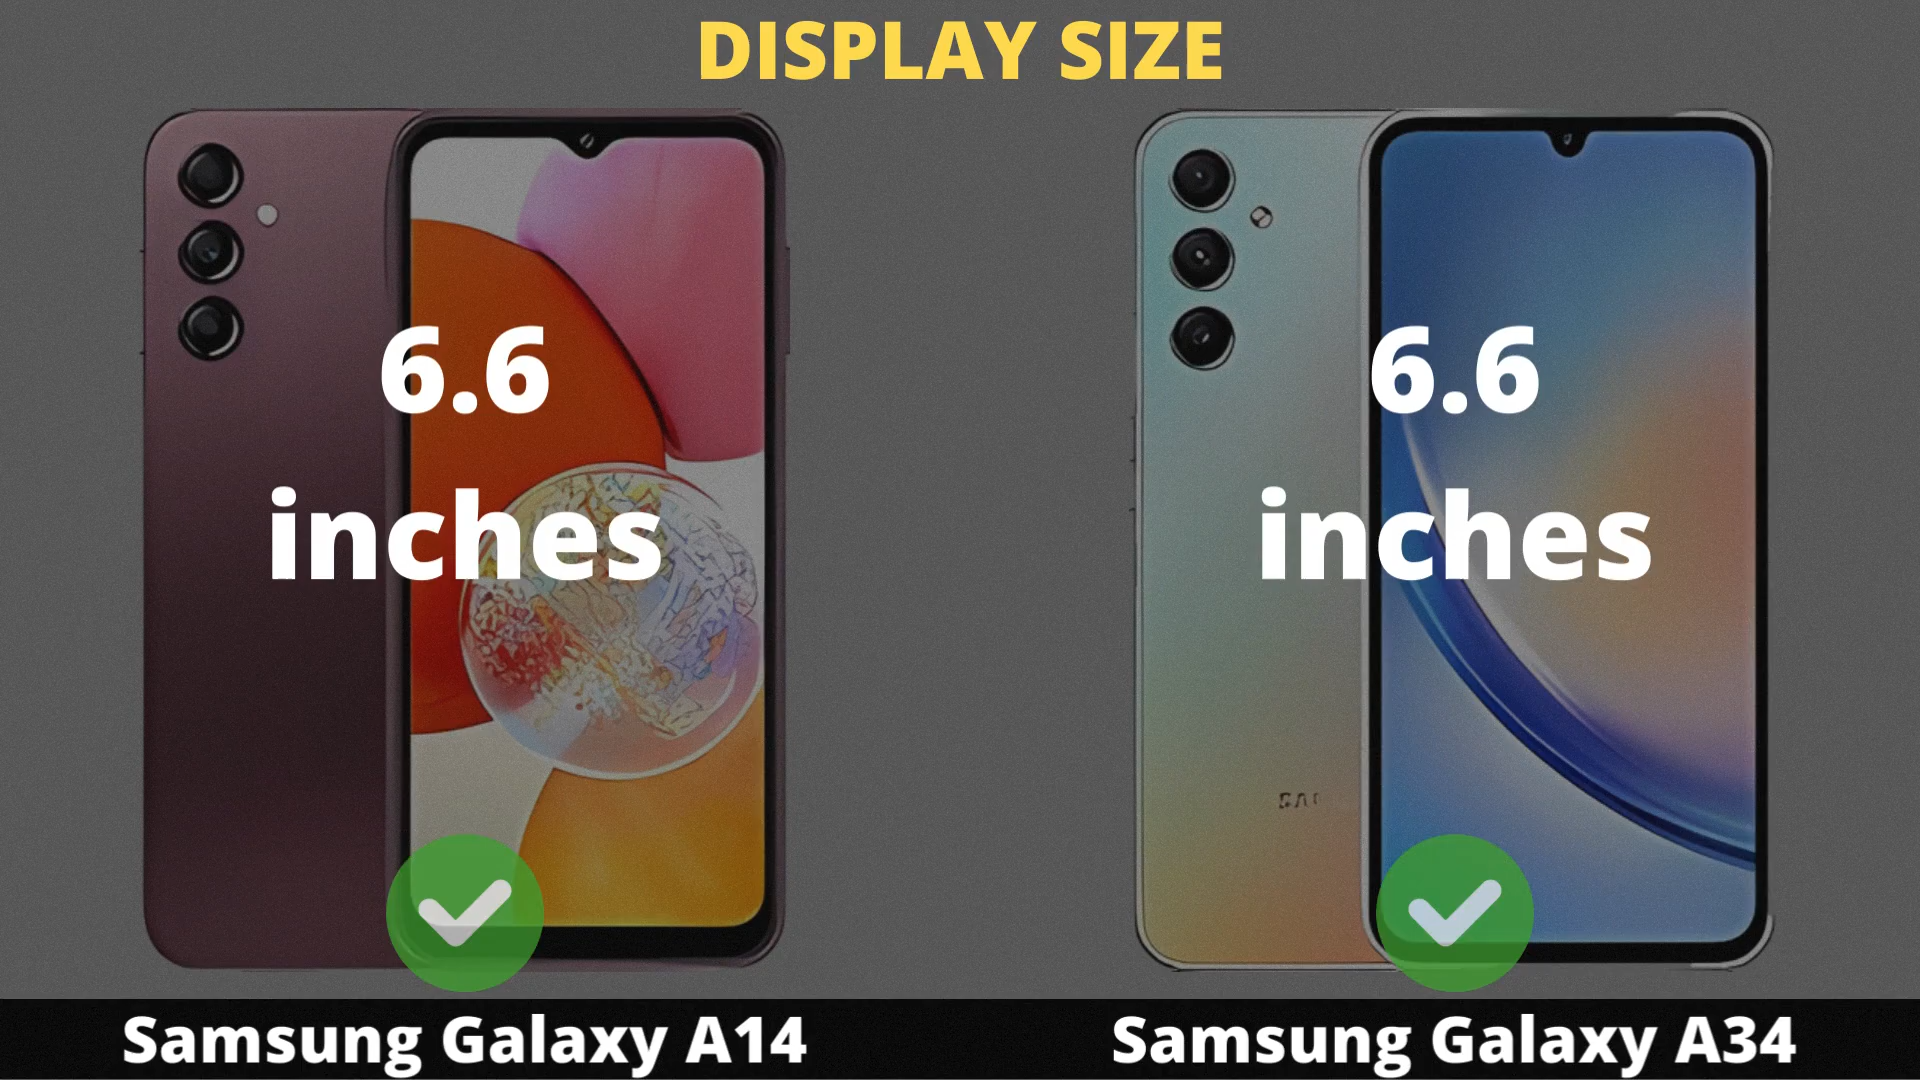 DISPLAY SIZE
6.6
inches
6.6
inches
Samsung Galaxy A14
Samsung Galaxy A34